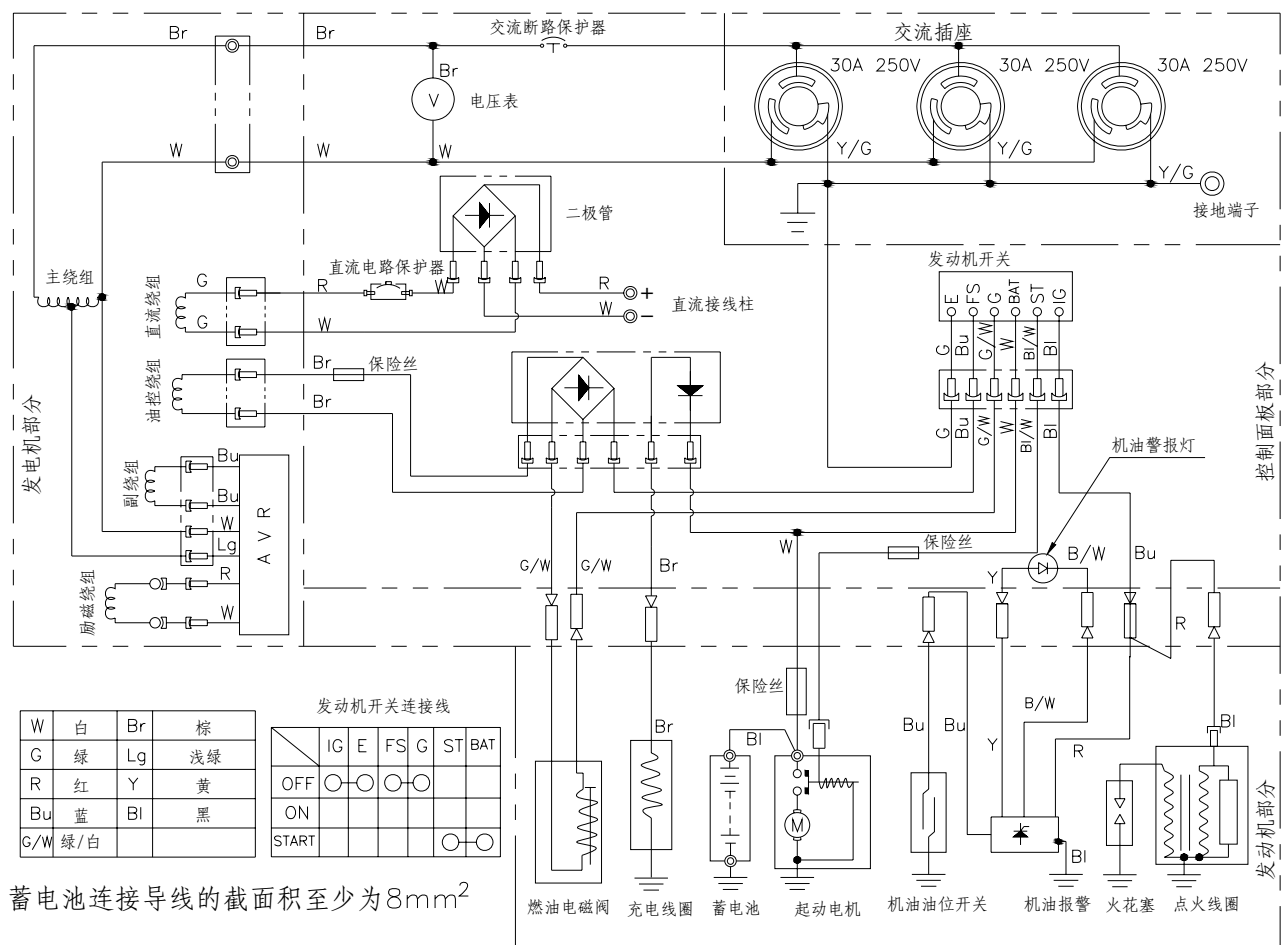 Br
Br
交流断路保护器
交流插座
Br
V
电压表
30A 250V
30A 250V
30A 250V
W
W
W
Y/G
Y/G
Y/G
接地端子
二极管
主绕组
直流绕组
G
G
R
直流电路保护器
W
W
R
+
W
−
直流接线柱
发动机开关
E
FS
G
BAT
ST
IG
G
Bu
G/W
W
Bl/W
Bl
G
Bu
G/W
W
Bl/W
Bl
油控绕组
Br
保险丝
Br
发电机部分
控制面板部分
机油警报灯
副绕组
Bu
Bu
W
Lg
AVR
励磁绕组
R
W
G/W
G/W
Br
W
保险丝
Y
B/W
Bu
R
保险丝
W
白
Br
棕
G
绿
Lg
浅绿
R
红
Y
黄
Bu
蓝
Bl
黑
G/W
绿/白
发动机开关连接线
IG
E
FS
G
ST
BAT
OFF
ON
START
Br
Bl
M
Bu
Bu
Y
B/W
R
Bl
Bl
发动机部分
燃油电磁阀
充电线圈
蓄电池
起动电机
机油油位开关
机油报警
火花塞
点火线圈
蓄电池连接导线的截面积至少为8mm²